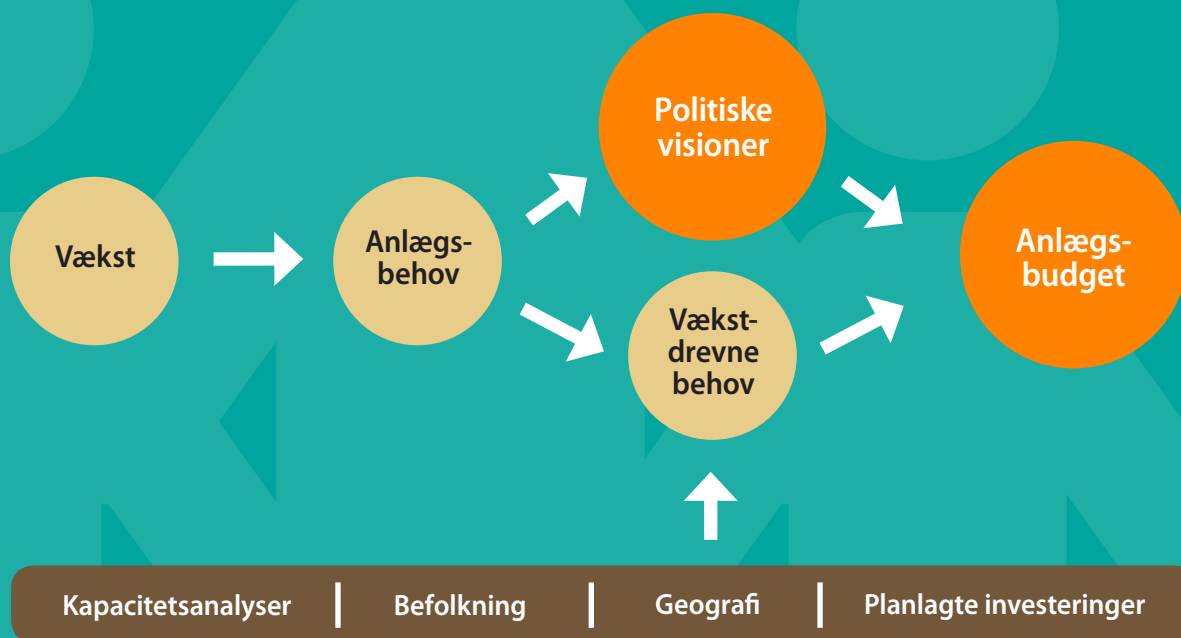 Vækst
Anlægs-
behov
Politiske
visioner
Vækst-
drevne
behov
Anlægs-
budget
Kapacitetsanalyser | Befolkning | Geografi | Planlagte investeringer